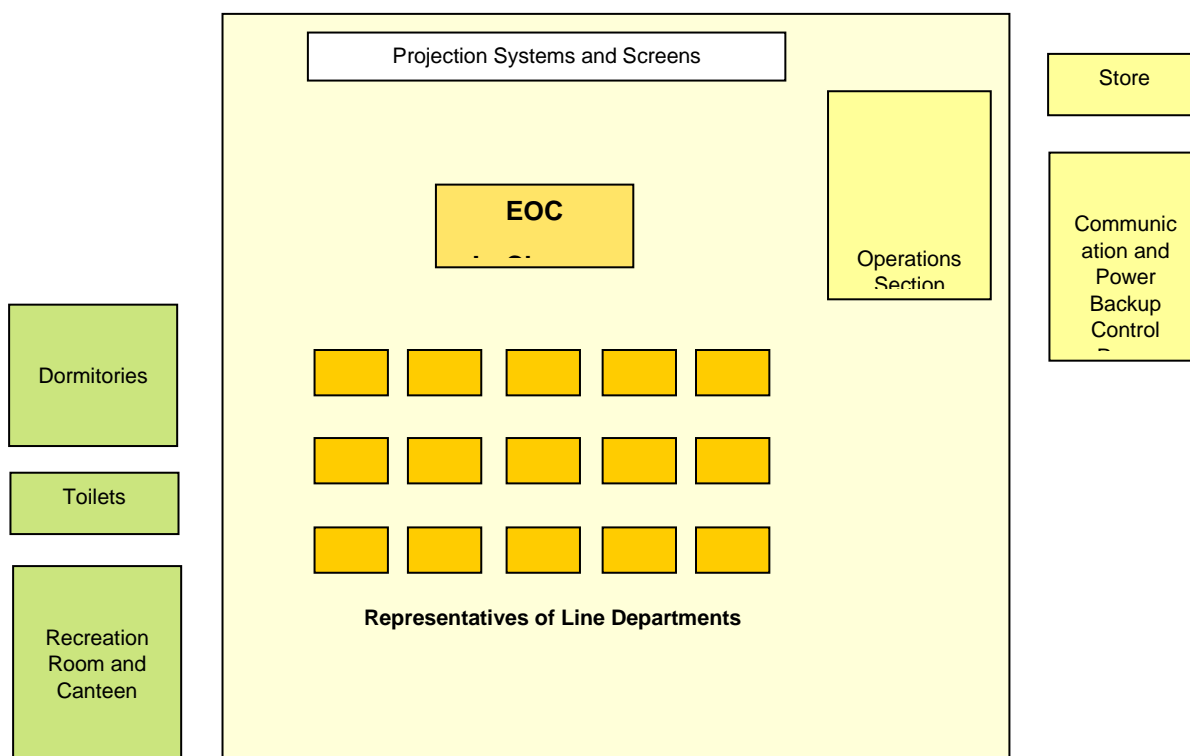 Projection Systems and Screens
Store
EOC
Operations
Section
Communic
ation and
Power
Backup
Control
Dormitories
Toilets
Representatives of Line Departments
Recreation
Room and
Canteen